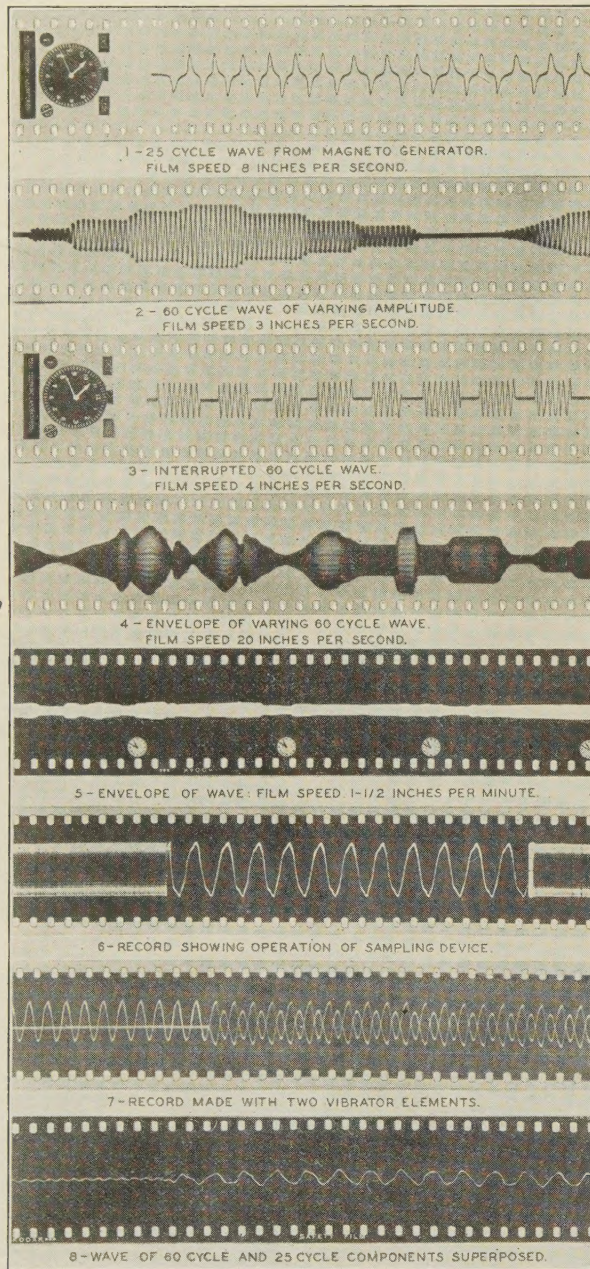 1-25 CYCLE WAVE FROM MAGNETO GENERATOR.
FILM SPEED 8 INCHES PER SECOND.
2-60 CYCLE WAVE OF VARYING AMPLITUDE.
FILM SPEED 3 INCHES PER SECOND.
3-INTERRUPTED 60 CYCLE WAVE.
FILM SPEED 4 INCHES PER SECOND.
4-ENVELOPE OF VARYING 60 CYCLE WAVE.
FILM SPEED 20 INCHES PER SECOND.
5-ENVELOPE OF WAVE: FILM SPEED 1-1/2 INCHES PER MINUTE.
6-RECORD SHOWING OPERATION OF SAMPLING DEVICE.
7-RECORD MADE WITH TWO VIBRATOR ELEMENTS.
SAFETY FILM
8-WAVE OF 60 CYCLE AND 25 CYCLE COMPONENTS SUPERPOSED.